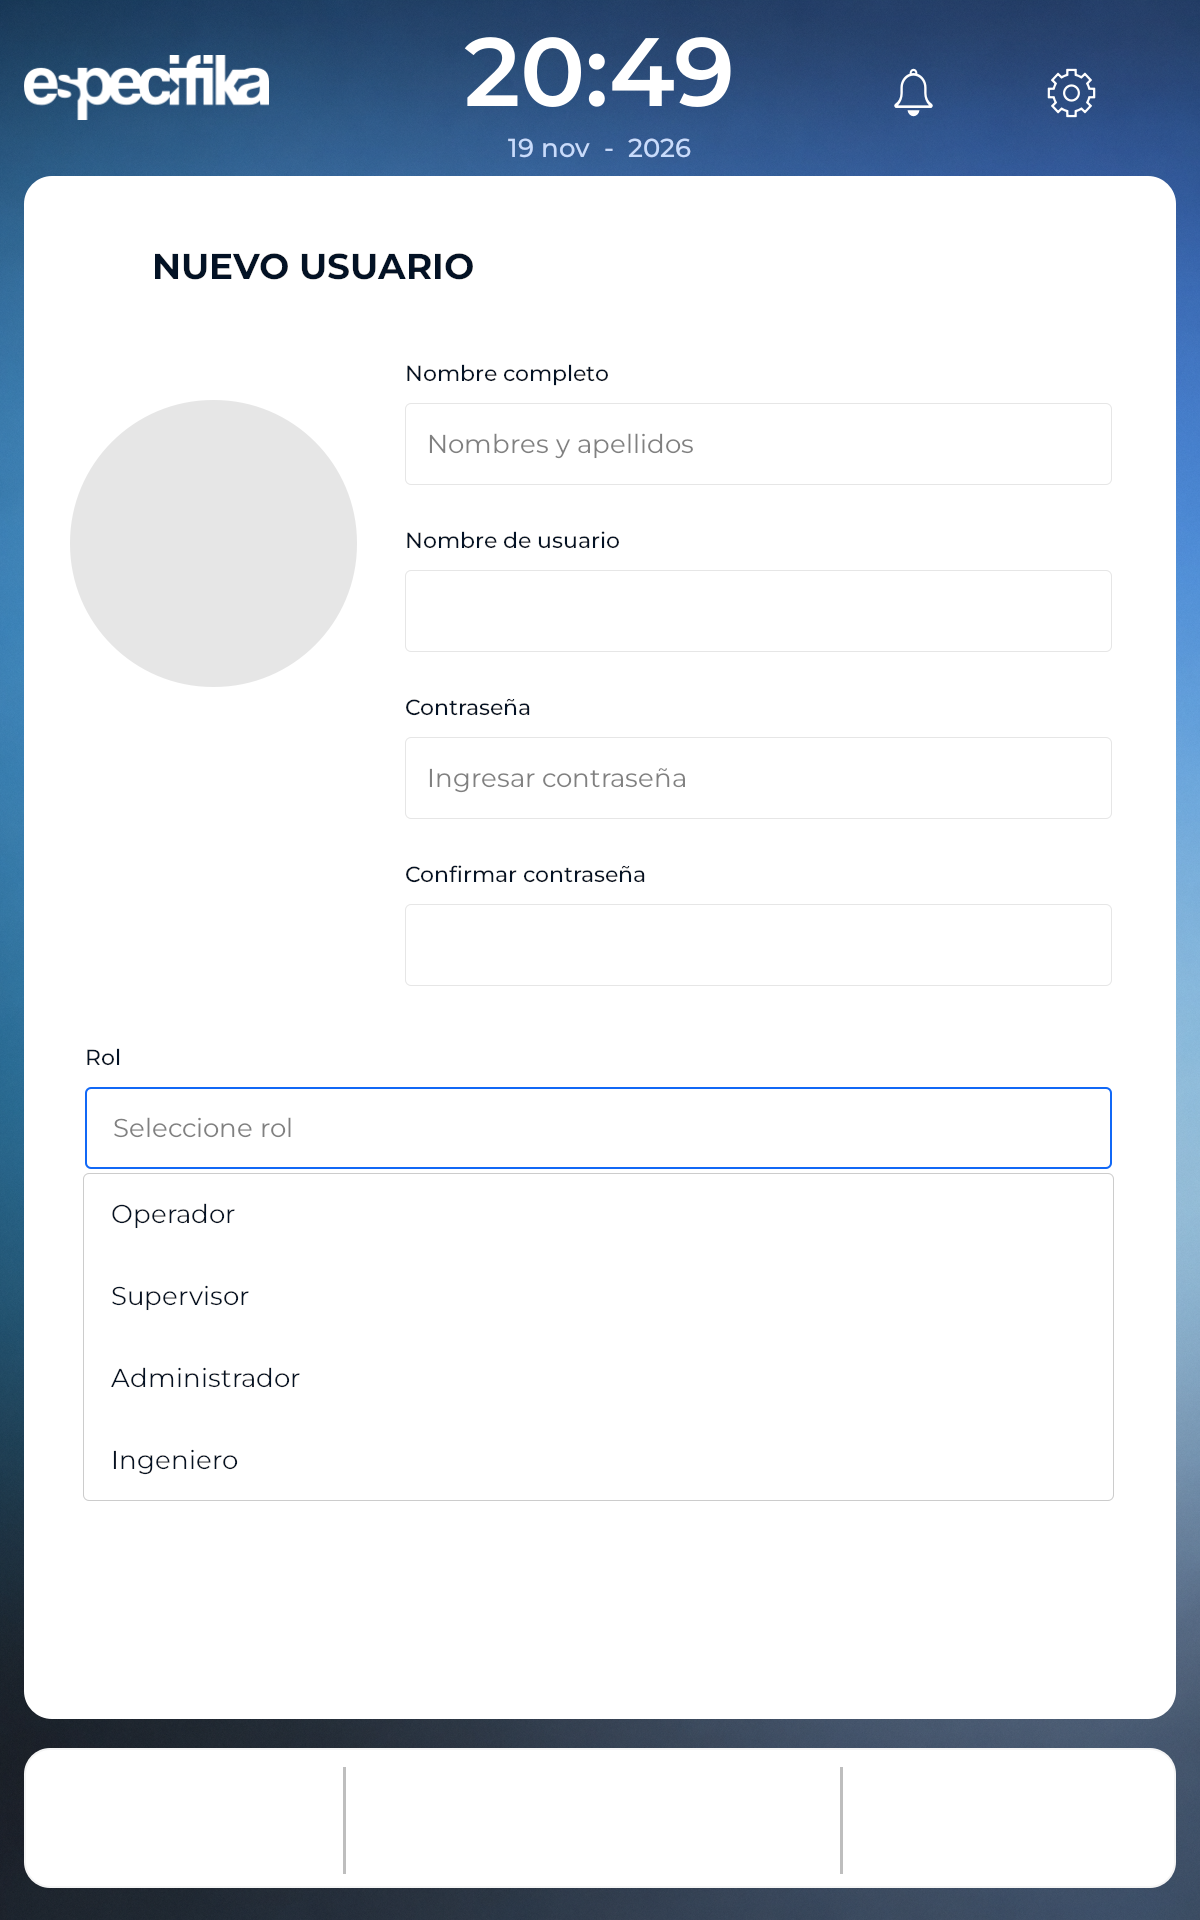 especifika
20:49
19 nov - 2026
NUEVO USUARIO
Nombre completo
Nombres y apellidos
Nombre de usuario
Contraseña
Ingresar contraseña
Confirmar contraseña
Rol
Seleccione rol
Operador
Supervisor
Administrador
Ingeniero